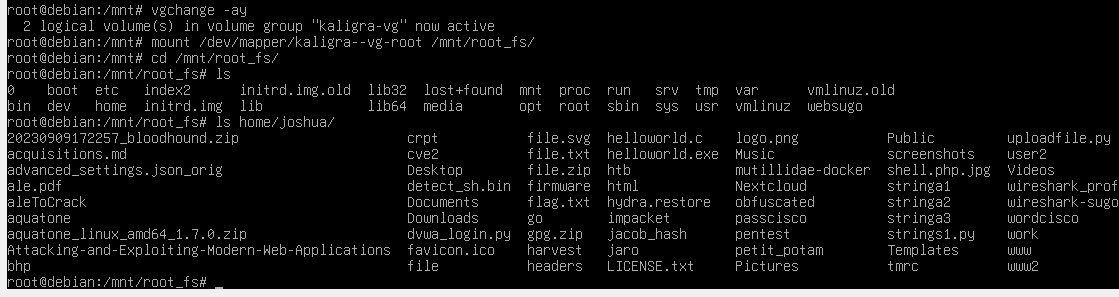 root@debian:/mnt# vgchange -ay
  2 logical volume(s) in volume group "kaligra-vg" now active
root@debian:/mnt# mount /dev/mapper/kaligra--vg-root /mnt/root_fs/
root@debian:/mnt# cd /mnt/root_fs/
root@debian:/mnt/root_fs# ls
0    boot  etc   index2      initrd.img.old  lib32  lost+found  mnt  proc  run   srv  tmp  var      vmlinuz.old
bin  dev   home  initrd.img  lib             lib64  media       opt  root  sbin  sys  usr  vmlinuz  websugo
root@debian:/mnt/root_fs# ls home/joshua/
20230909172257_bloodhound.zip                    crpt           file.svg  helloworld.c    logo.png           Public         uploadfile.py
acquisitions.md                                  cve2           file.txt  helloworld.exe  Music              screenshots    user2
advanced_settings.json_orig                      Desktop        file.zip  htb             mutillidae-docker  shell.php.jpg  Videos
ale.pdf                                          detect_sh.bin  firmware  html            Nextcloud          stringa1       wireshark_prof
aleToCrack                                       Documents      flag.txt  hydra.restore   obfuscated         stringa2       wireshark-sugo
aquatone                                         Downloads      go        impacket        passcisco          stringa3       wordcisco
aquatone_linux_amd64_1.7.0.zip                   dvwa_login.py  gpg.zip   jacob_hash      pentest            strings1.py    work
Attacking-and-Exploiting-Modern-Web-Applications  favicon.ico    harvest   jaro            petit_potam        Templates      www
bhp                                              file           headers   LICENSE.txt     Pictures           tmrc           www2
root@debian:/mnt/root_fs# _